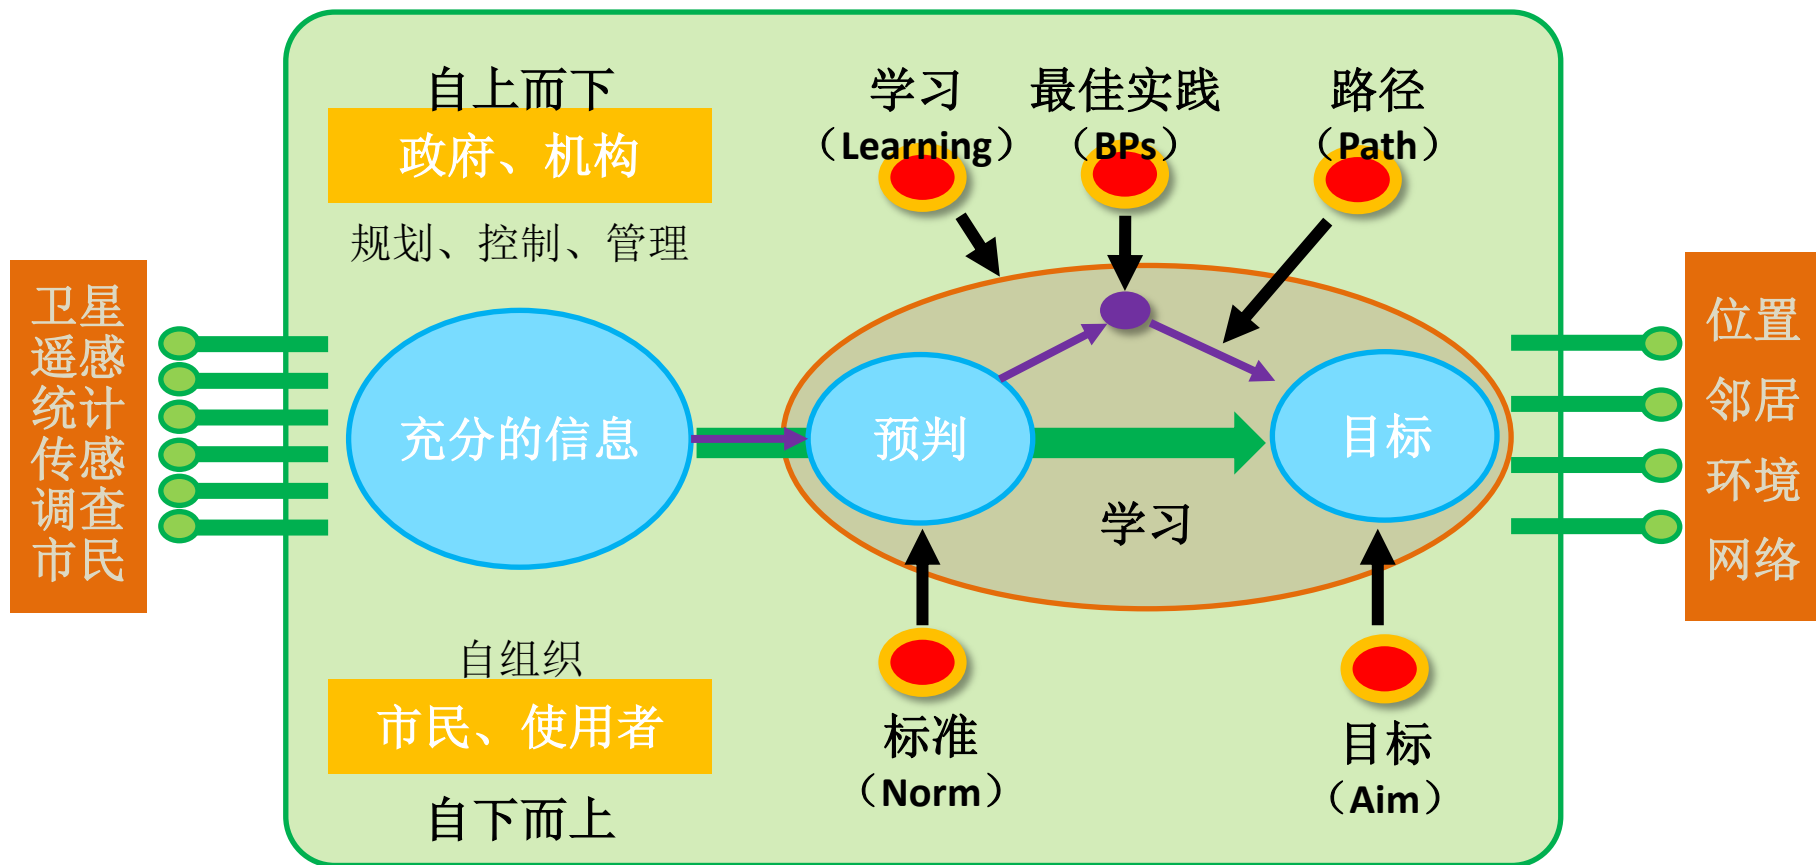 自上而下
政府、机构
规划、控制、管理
学习
（Learning）
最佳实践
（BPs）
路径
（Path）
卫星
遥感
统计
传感
调查
市民
充分的信息
预判
目标
学习
位置
邻居
环境
网络
自组织
市民、使用者
自下而上
标准
（Norm）
目标
（Aim）